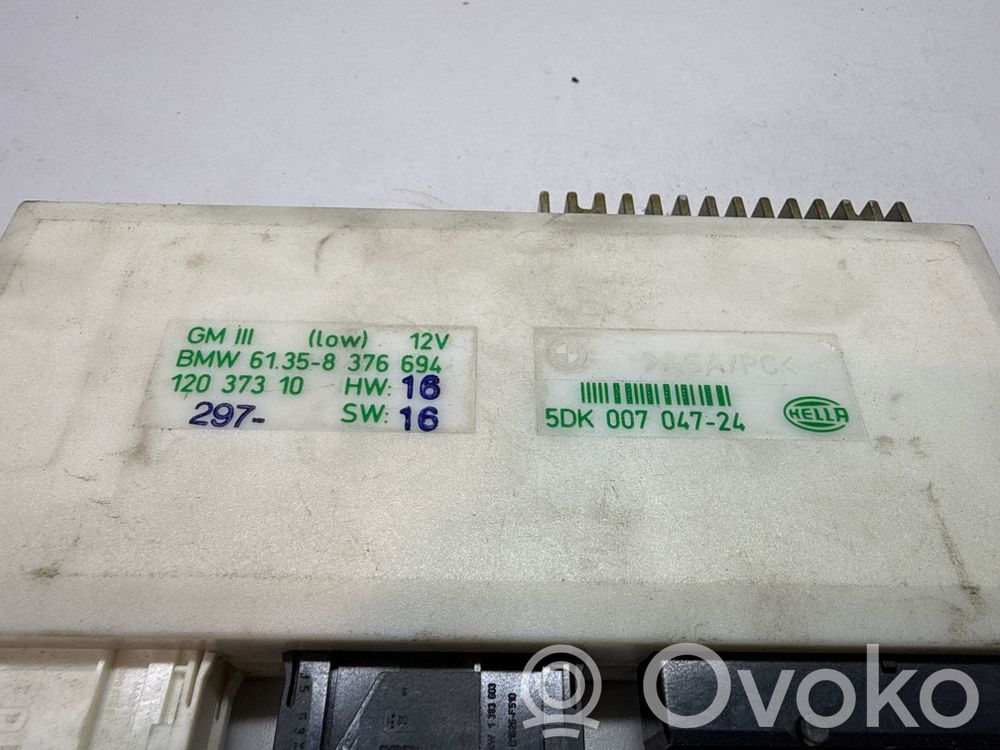 GM III (low) 12V
BMW 61.35-8 376 694
120 373 10 HW: 16
297- SW: 16
>ASA/PC<
5DK 007 047-24
HELLA
Ovoko